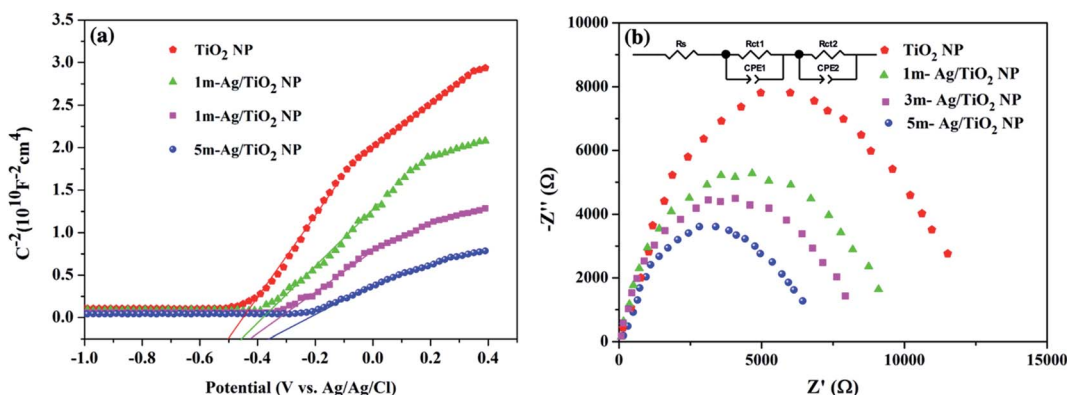 (a)
TiO₂ NP
1m-Ag/TiO₂ NP
1m-Ag/TiO₂ NP
5m-Ag/TiO₂ NP
C⁻²(10¹⁰F⁻²cm⁴)
3.5
3.0
2.5
2.0
1.5
1.0
0.5
0.0
-1.0 -0.8 -0.6 -0.4 -0.2 0.0 0.2 0.4
Potential (V vs. Ag/Ag/Cl)
(b)
Rs Rct1 Rct2
CPE1 CPE2
TiO₂ NP
1m- Ag/TiO₂ NP
3m- Ag/TiO₂ NP
5m- Ag/TiO₂ NP
-Z'' (Ω)
10000
8000
6000
4000
2000
0
0 5000 10000 15000
Z' (Ω)